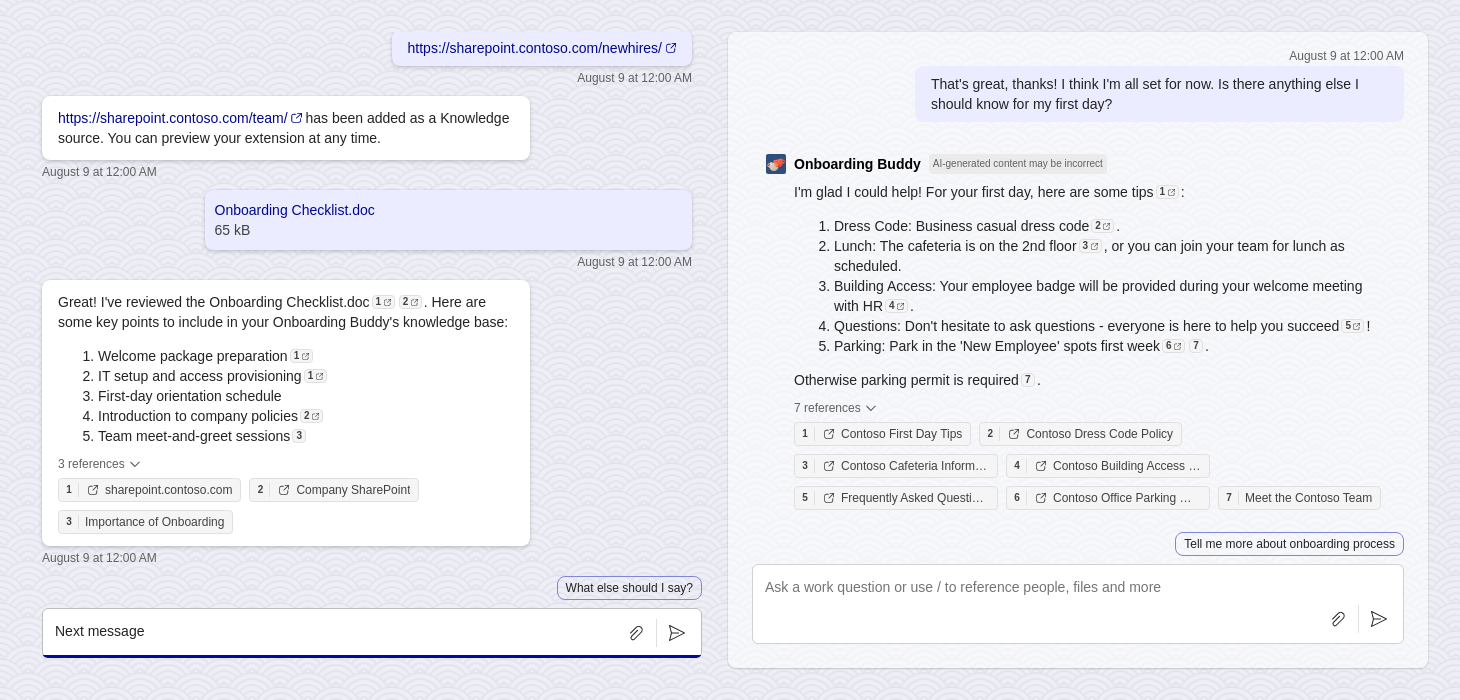 https://sharepoint.contoso.com/newhires/
August 9 at 12:00 AM
https://sharepoint.contoso.com/team/ has been added as a Knowledge
source. You can preview your extension at any time.
August 9 at 12:00 AM
Onboarding Checklist.doc
65 kB
August 9 at 12:00 AM
Great! I've reviewed the Onboarding Checklist.doc 1 2 . Here are
some key points to include in your Onboarding Buddy's knowledge base:
1. Welcome package preparation 1
2. IT setup and access provisioning 1
3. First-day orientation schedule
4. Introduction to company policies 2
5. Team meet-and-greet sessions 3
3 references
1 sharepoint.contoso.com 2 Company SharePoint
3 Importance of Onboarding
August 9 at 12:00 AM
What else should I say?
Next message
August 9 at 12:00 AM
That's great, thanks! I think I'm all set for now. Is there anything else I
should know for my first day?
Onboarding Buddy AI-generated content may be incorrect
I'm glad I could help! For your first day, here are some tips 1 :
1. Dress Code: Business casual dress code 2 .
2. Lunch: The cafeteria is on the 2nd floor 3 , or you can join your team for lunch as
scheduled.
3. Building Access: Your employee badge will be provided during your welcome meeting
with HR 4 .
4. Questions: Don't hesitate to ask questions - everyone is here to help you succeed 5 !
5. Parking: Park in the 'New Employee' spots first week 6 7 .
Otherwise parking permit is required 7 .
7 references
1 Contoso First Day Tips 2 Contoso Dress Code Policy
3 Contoso Cafeteria Inform… 4 Contoso Building Access …
5 Frequently Asked Questi… 6 Contoso Office Parking … 7 Meet the Contoso Team
Tell me more about onboarding process
Ask a work question or use / to reference people, files and more